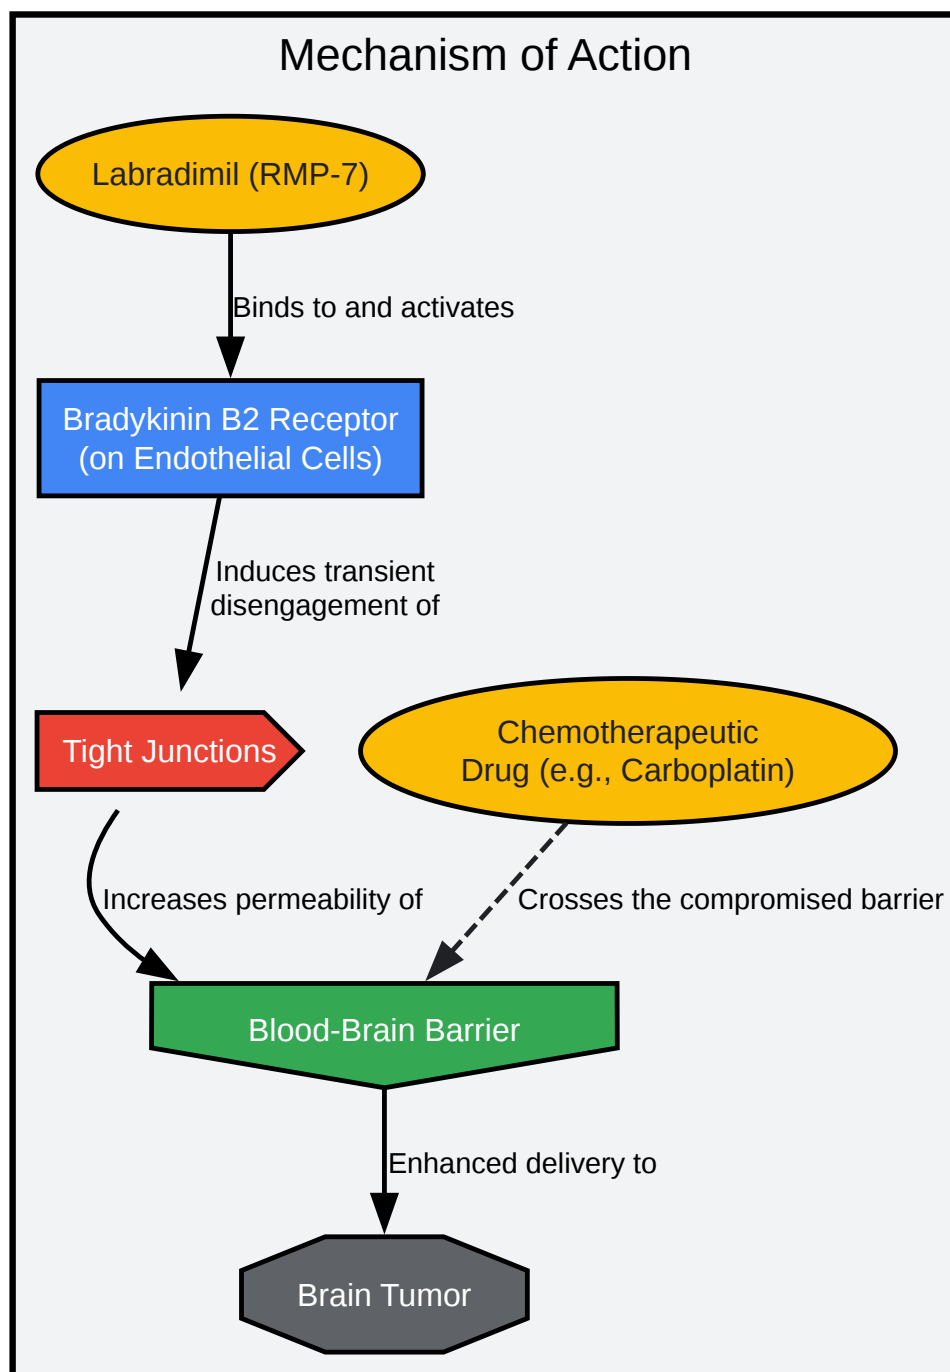 Mechanism of Action
Labradimil (RMP-7)
Binds to and activates
Bradykinin B2 Receptor
(on Endothelial Cells)
Induces transient
disengagement of
Tight Junctions
Chemotherapeutic
Drug (e.g., Carboplatin)
Increases permeability of
Crosses the compromised barrier
Blood-Brain Barrier
Enhanced delivery to
Brain Tumor